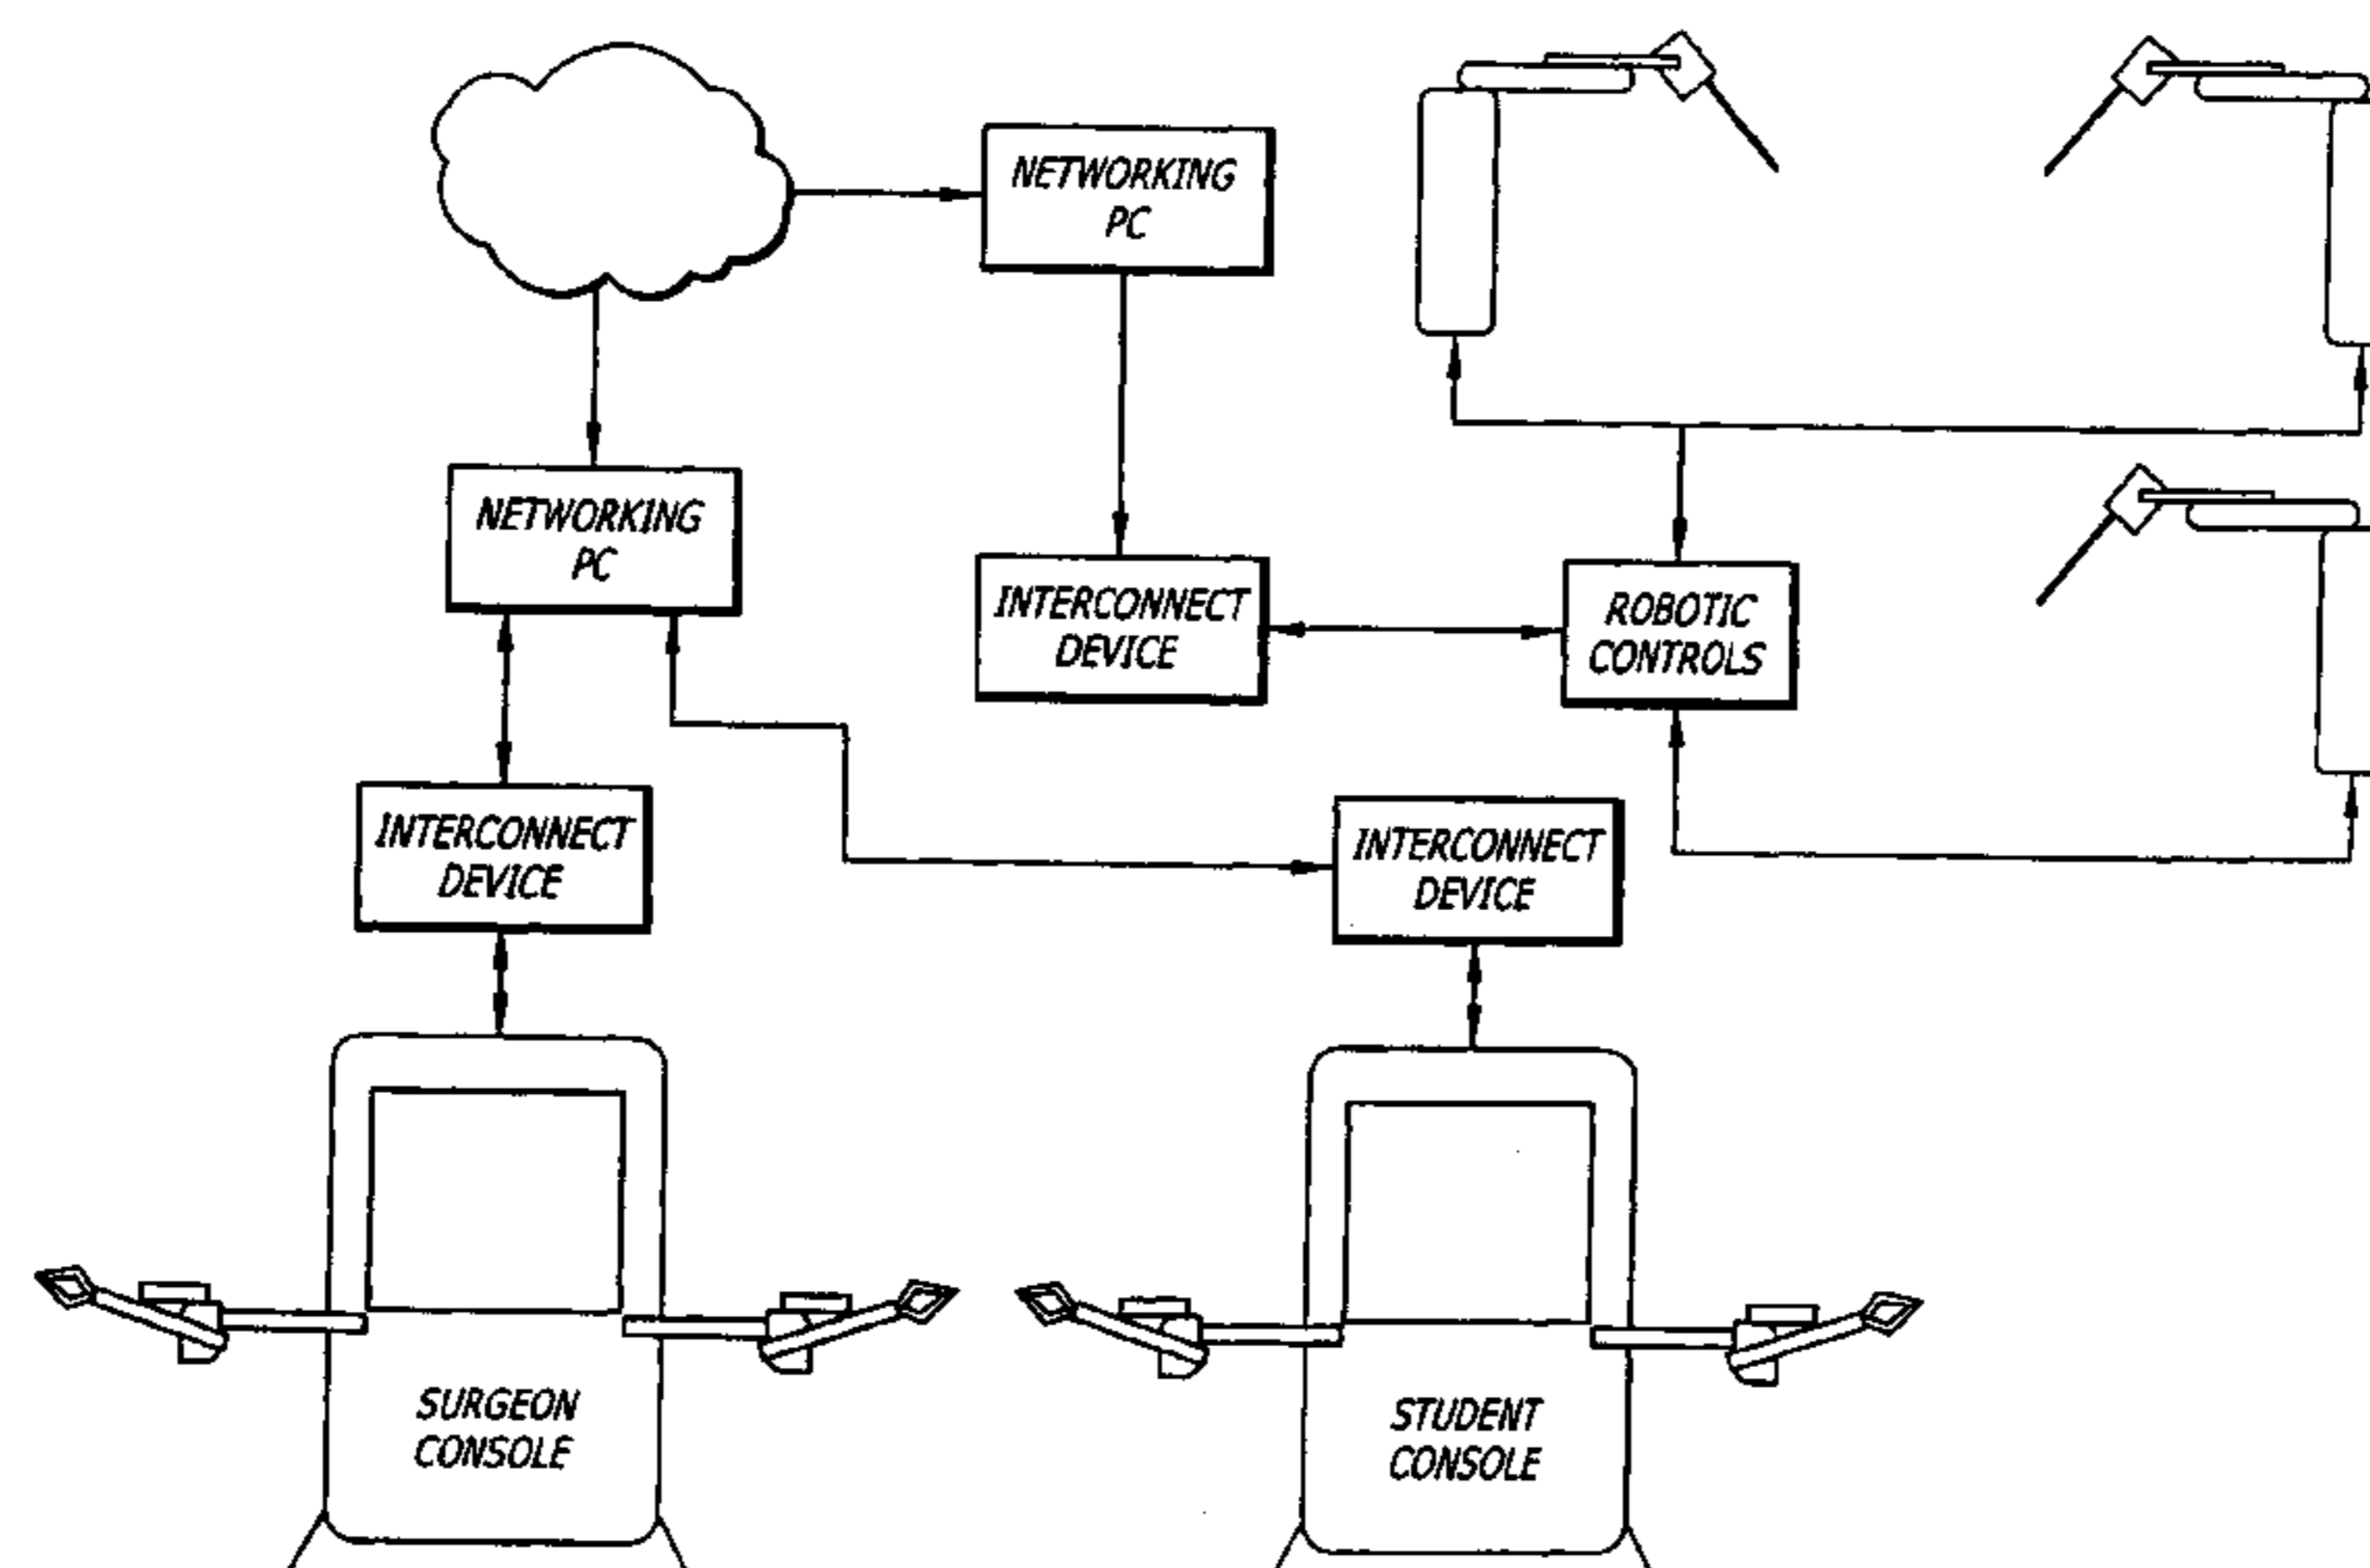 NETWORKING
PC
NETWORKING
PC
INTERCONNECT
DEVICE
ROBOTIC
CONTROLS
INTERCONNECT
DEVICE
INTERCONNECT
DEVICE
SURGEON
CONSOLE
STUDENT
CONSOLE